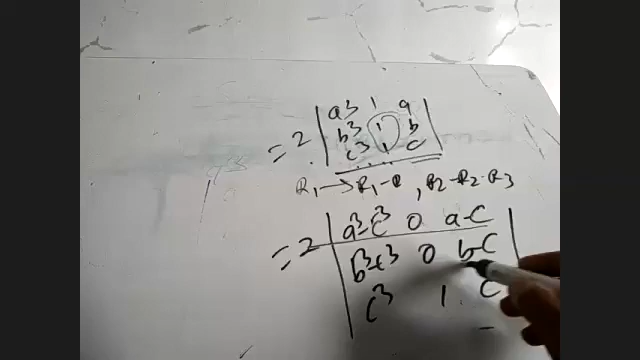 | a3 1 a |
= 2 | b3 1 b |
| c3 1 c |
R1 → R1 - R , R2 - R2 - R3
| a3-c3 0 a-C |
= 2 | b3-c3 0 b-C |
| c3 1 C |